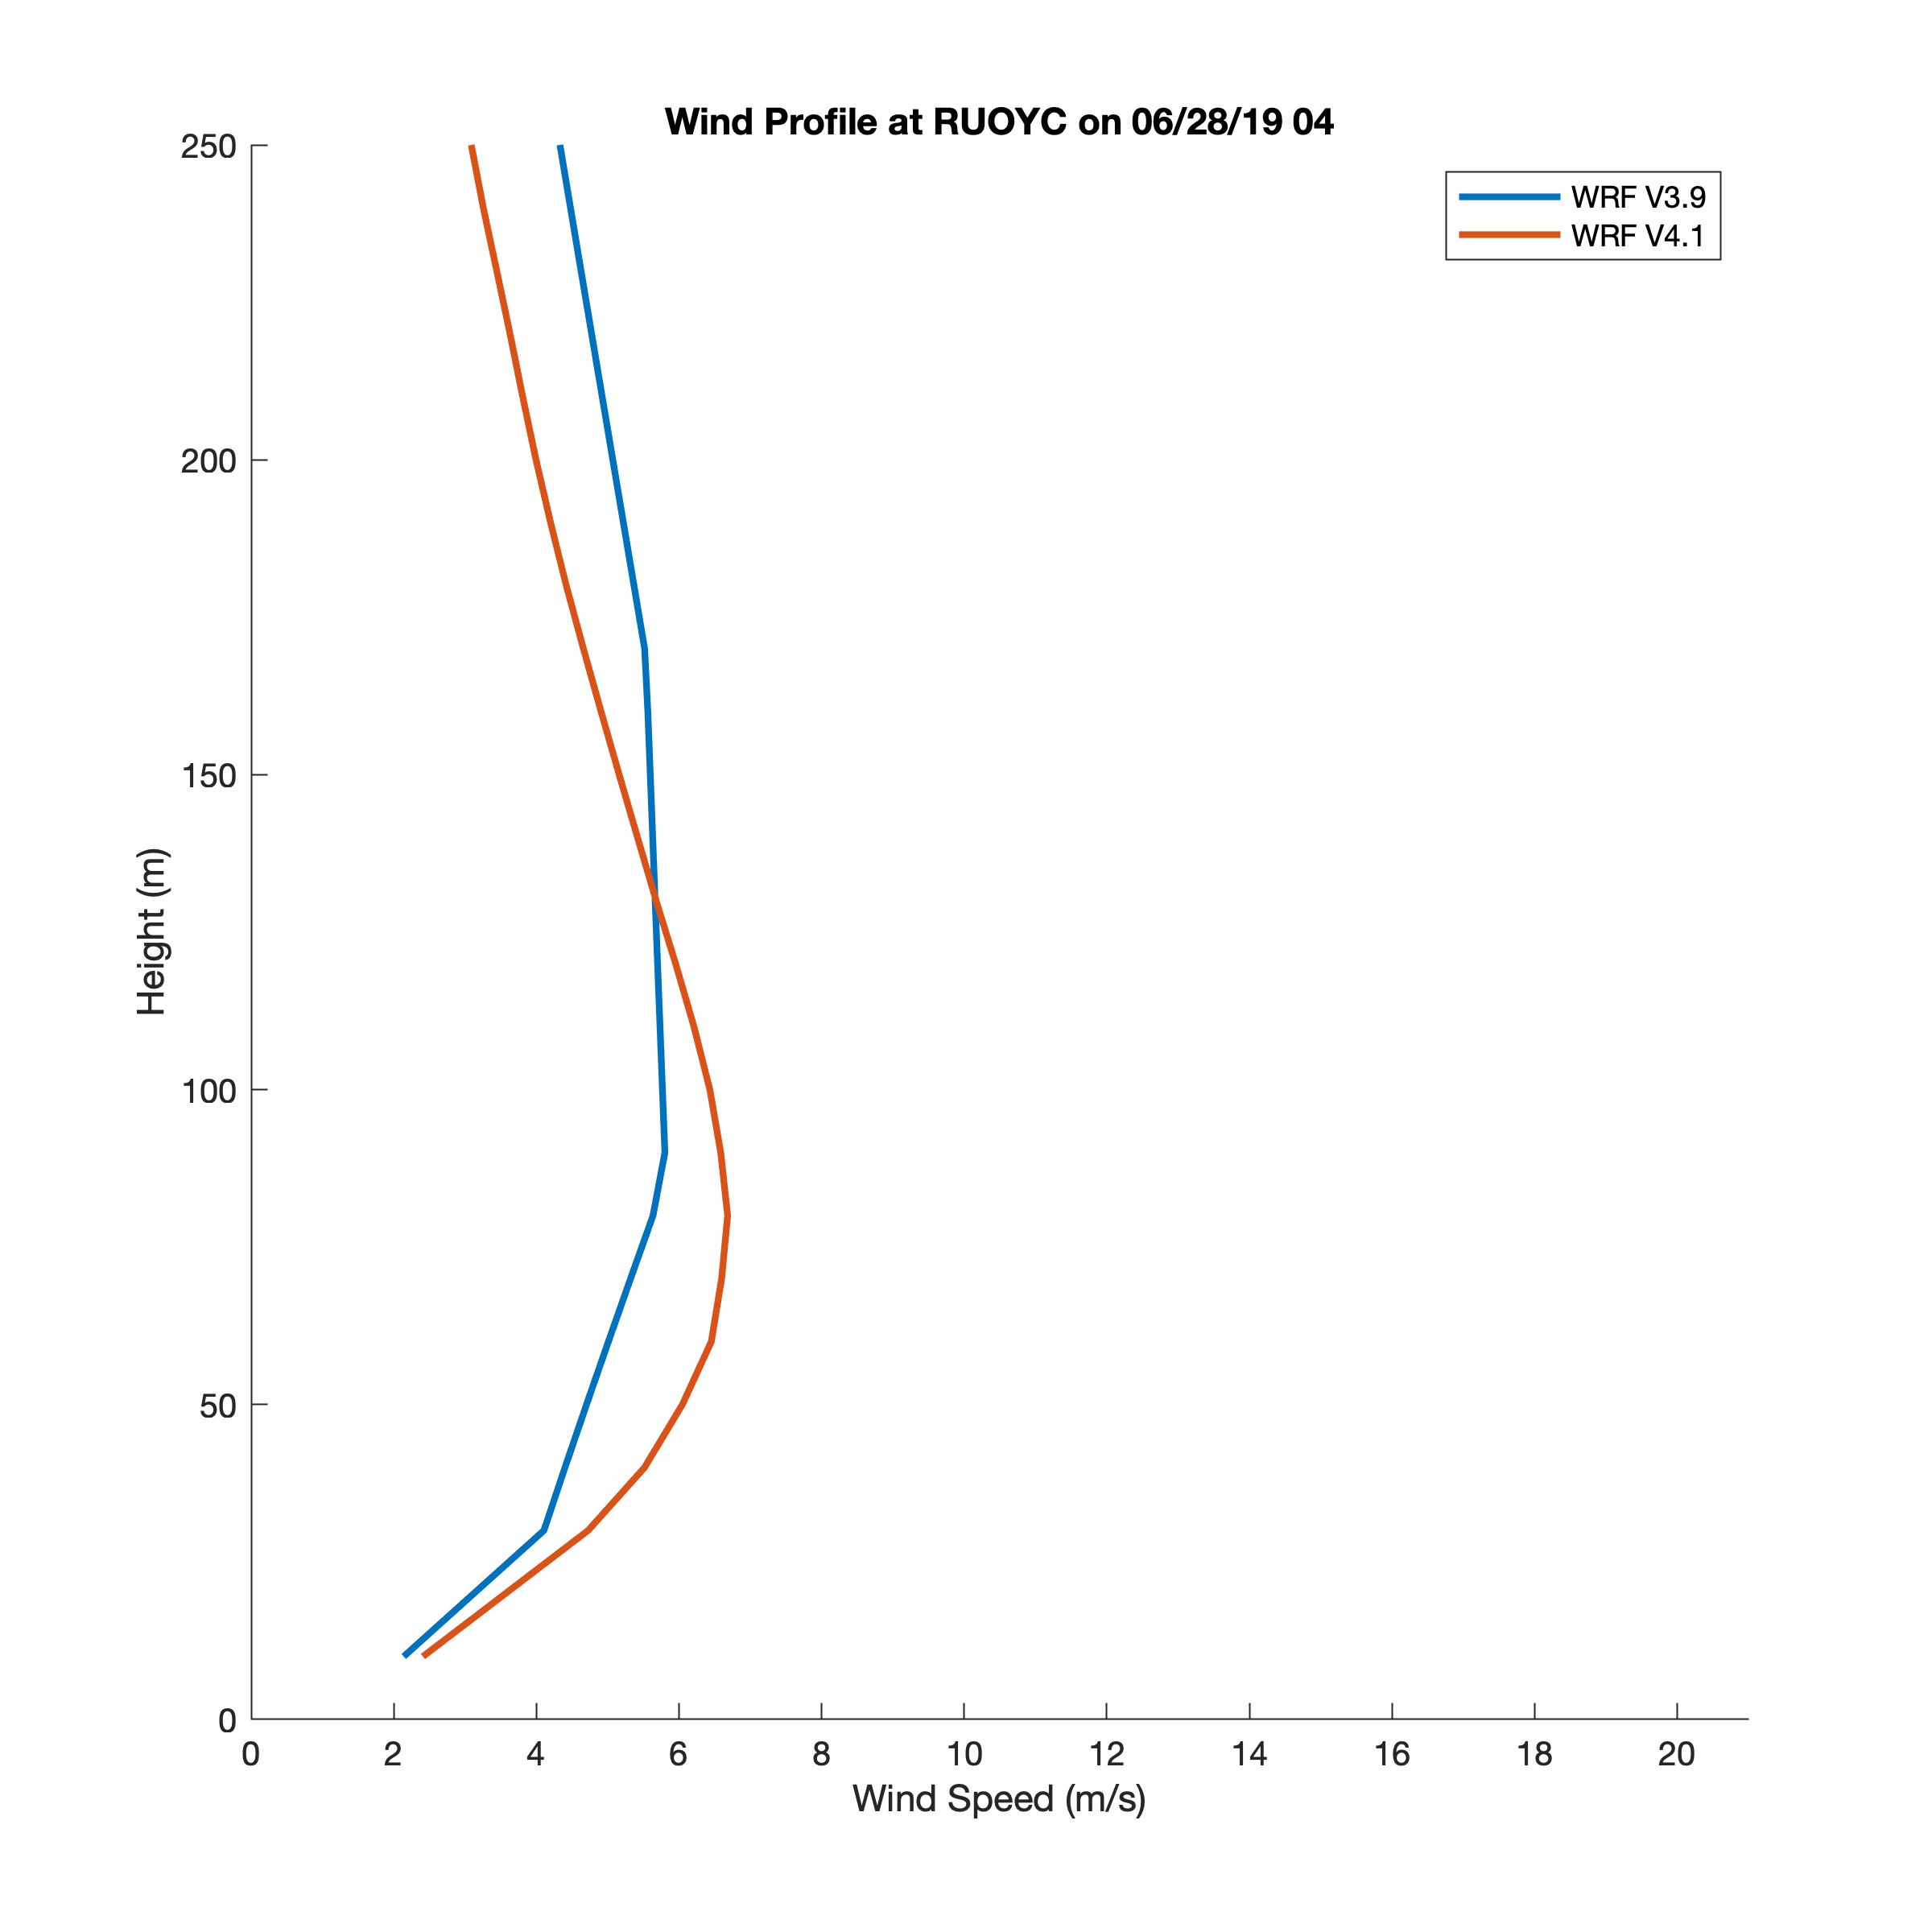 Wind Profile at RUOYC on 06/28/19 04
WRF V3.9
WRF V4.1
250
200
150
100
50
0
Height (m)
0 2 4 6 8 10 12 14 16 18 20
Wind Speed (m/s)